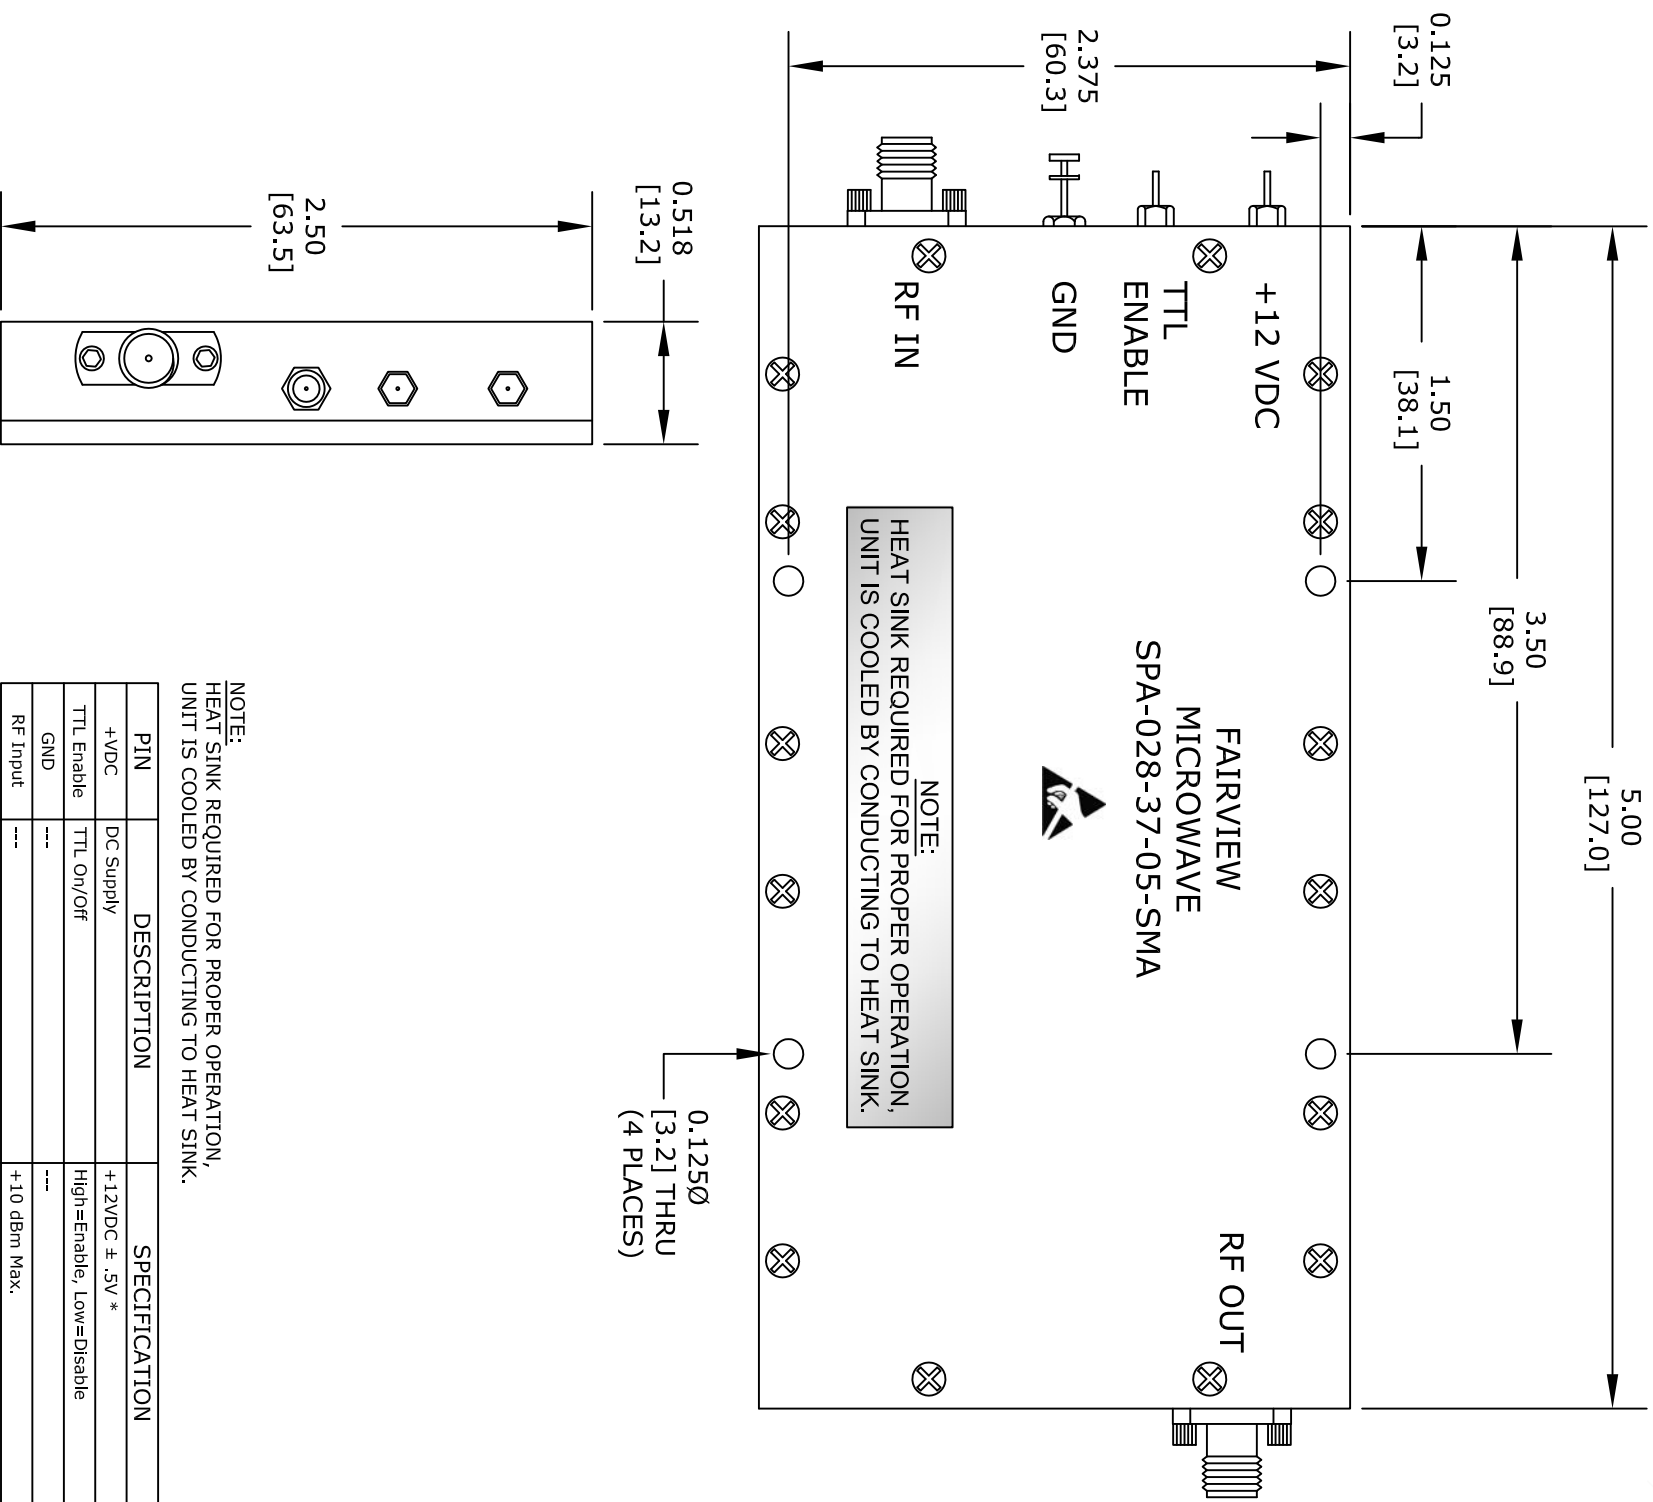 5.00
[127.0]
3.50
[88.9]
1.50
[38.1]
0.125
[3.2]
2.375
[60.3]
+12 VDC
TTL
ENABLE
GND
RF IN
FAIRVIEW
MICROWAVE
SPA-028-37-05-SMA
RF OUT
NOTE:
HEAT SINK REQUIRED FOR PROPER OPERATION,
UNIT IS COOLED BY CONDUCTING TO HEAT SINK.
0.125Ø
[3.2] THRU
(4 PLACES)
0.518
[13.2]
2.50
[63.5]
NOTE:
HEAT SINK REQUIRED FOR PROPER OPERATION,
UNIT IS COOLED BY CONDUCTING TO HEAT SINK.
PIN DESCRIPTION SPECIFICATION
+VDC DC Supply +12VDC ± .5V *
TTL Enable TTL On/Off High=Enable, Low=Disable
GND --- ---
RF Input --- +10 dBm Max.